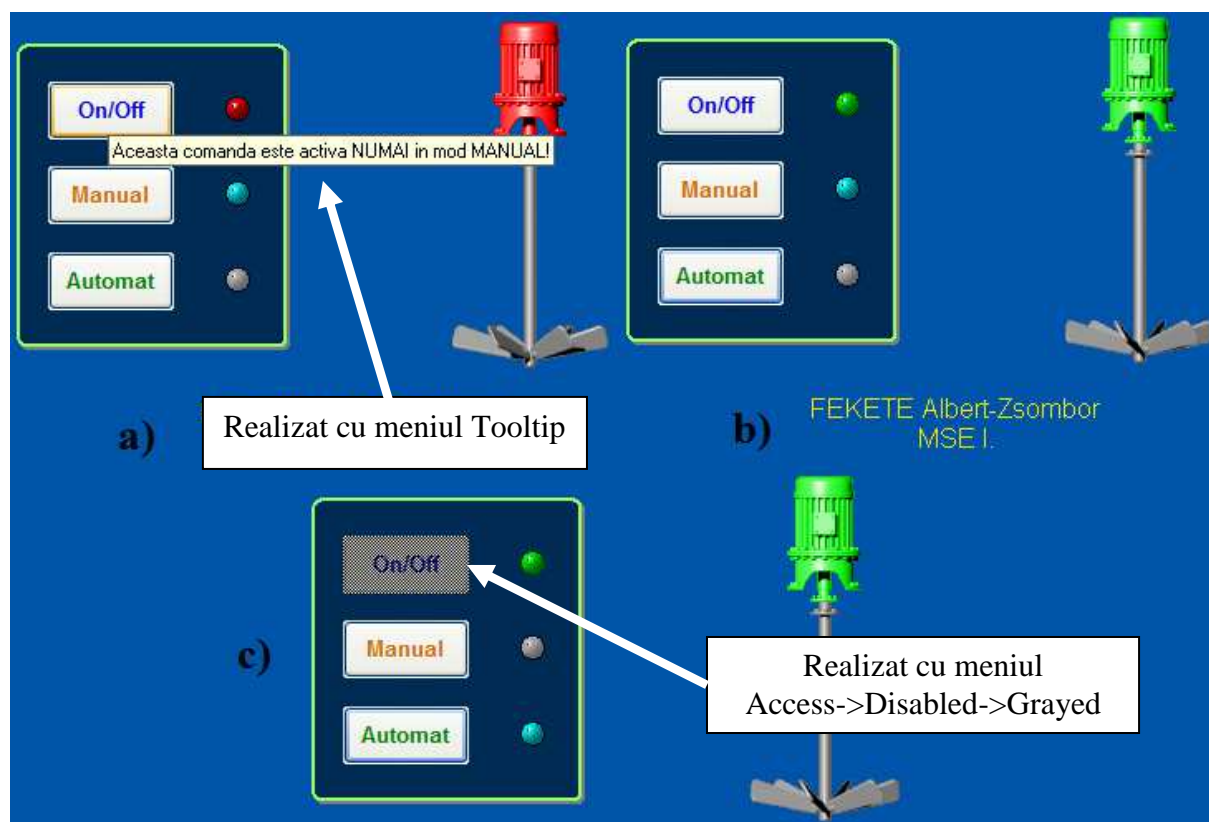 On/Off
Aceasta comanda este activa NUMAI in mod MANUAL!
Manual
Automat
Realizat cu meniul Tooltip
a)
On/Off
Manual
Automat
b)
FEKETE Albert-Zsombor
MSE I.
On/Off
Manual
Automat
c)
Realizat cu meniul
Access->Disabled->Grayed